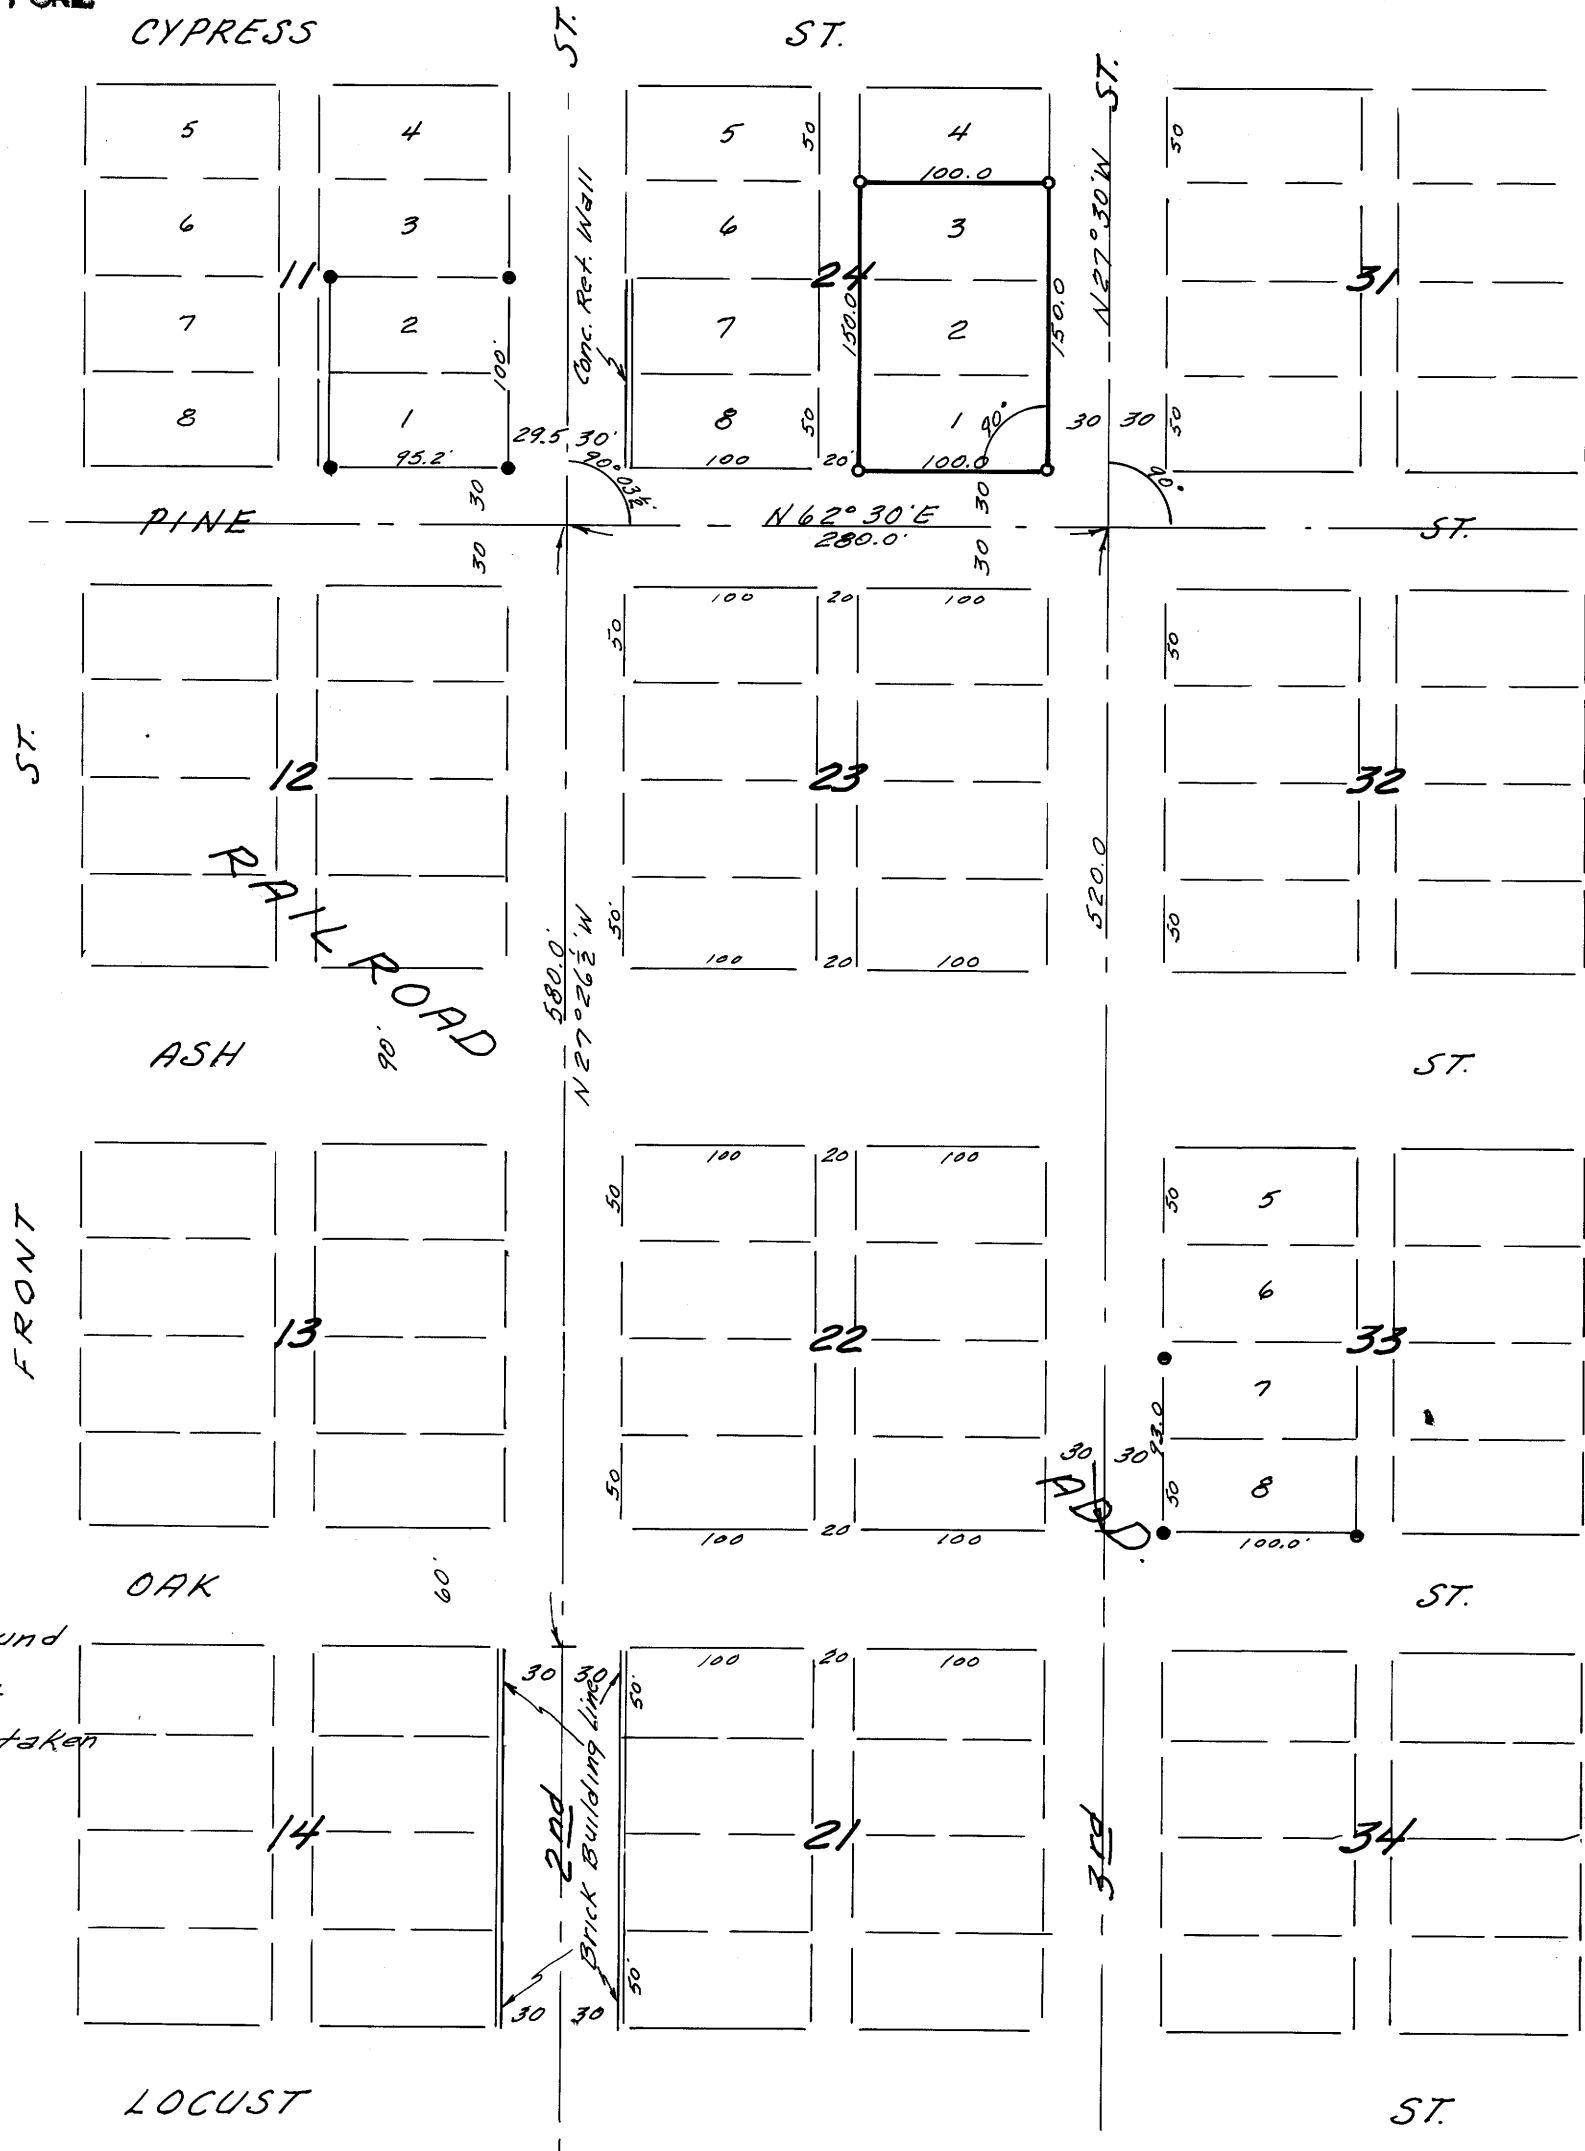 CYPRESS ST. ST.
ST.
5 4 5 50 4 50
100.0
Conc. Ret. Wall
N27°30'W
6 3 6 3
11 24 31
7 2 7 150.0 2 150.0
100'
8 1 29.5 30' 8 50 1 90° 30 30 50
95.2' 90°03½' 100 20' 100.0 90°
30 30
PINE N62°30'E ST.
280.0'
30 30
100 20 100
50 50
ST.
12 23 32
RAIL ROAD
520.0
50' 50
580.0'
N27°26½'W
100 20 100
ASH 90' ST.
100 20 100
50 50 5
FRONT
6
13 22 33
7
93.0
30 30
ADD.
50 50 8
100 20 100 100.0'
OAK 60' ST.
und
30 30 100 20 100
50'
taken
Brick Building Lines
14 2nd 21 3rd 34
50'
30 30
LOCUST ST.